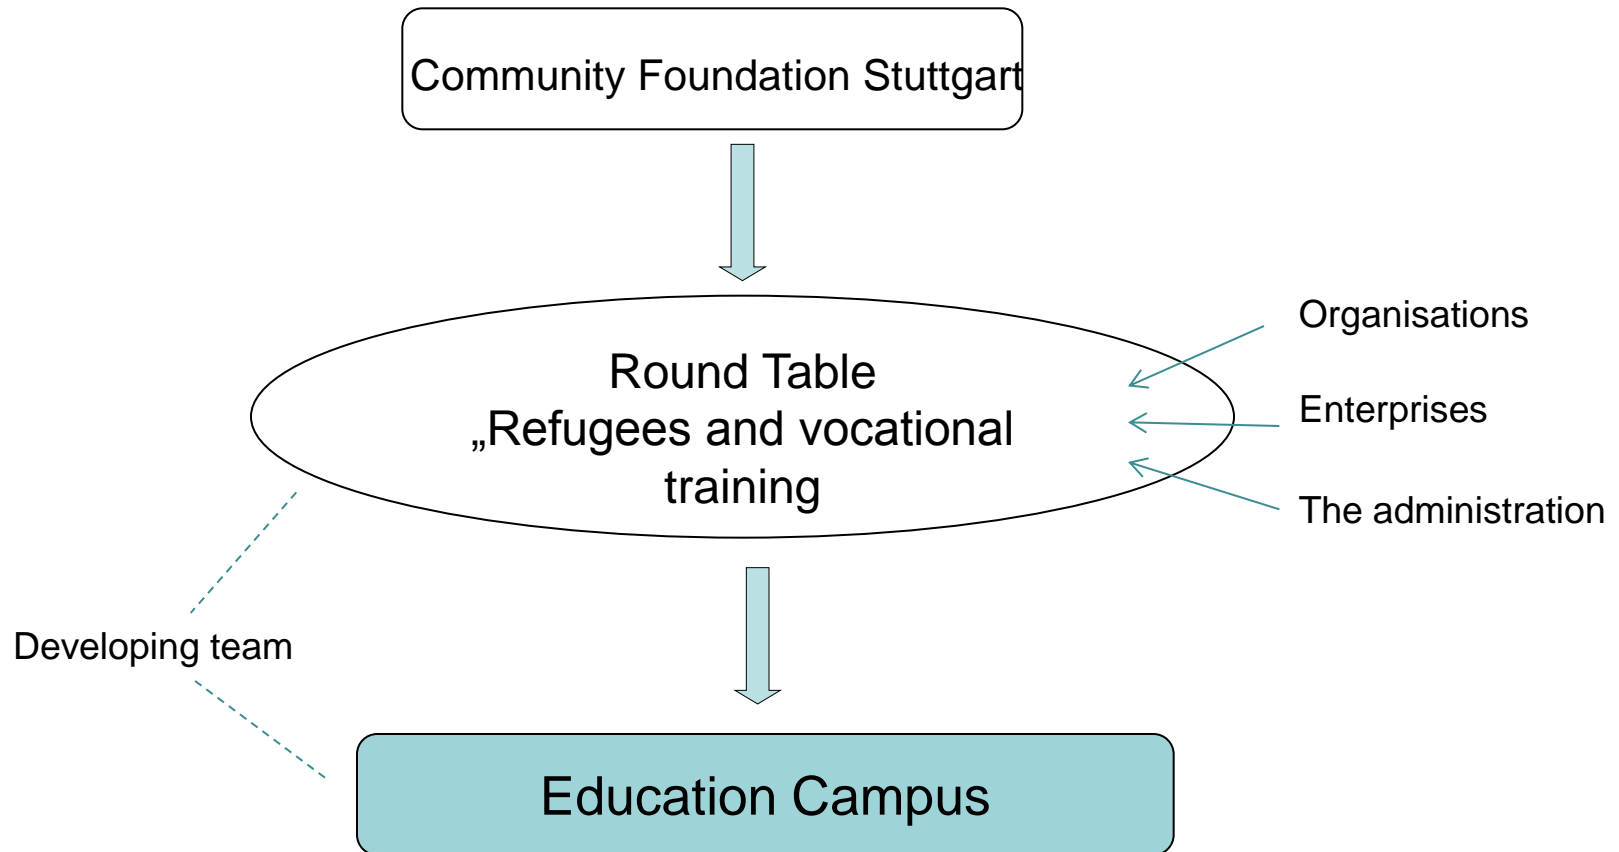 Community Foundation Stuttgart
Round Table
„Refugees and vocational
training
Organisations
Enterprises
The administration
Developing team
Education Campus